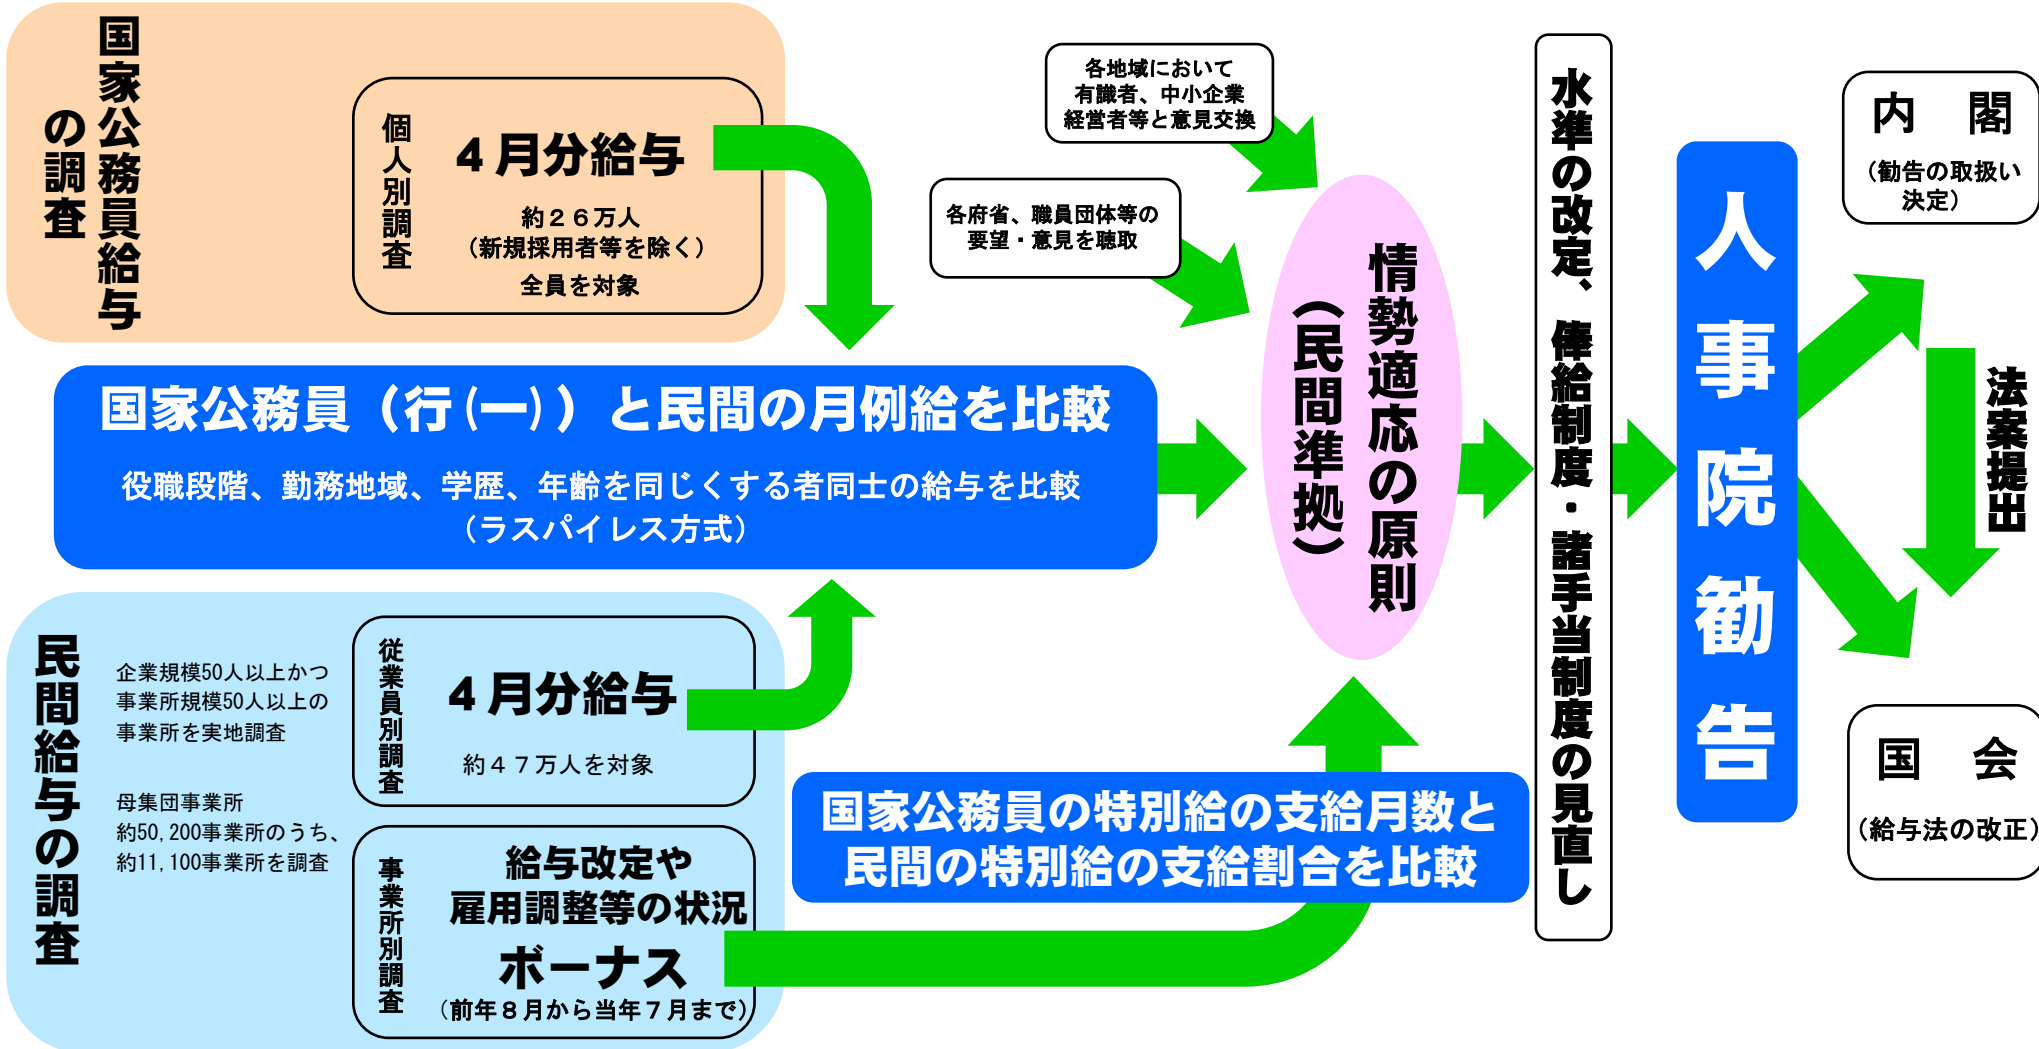 国家公務員給与
の調査
個人別調査
４月分給与
約２６万人
（新規採用者等を除く）
全員を対象
国家公務員（行(一)）と民間の月例給を比較
役職段階、勤務地域、学歴、年齢を同じくする者同士の給与を比較
（ラスパイレス方式）
民間給与の調査
企業規模50人以上かつ
事業所規模50人以上の
事業所を実地調査
母集団事業所
約50,200事業所のうち、
約11,100事業所を調査
従業員別調査
４月分給与
約４７万人を対象
事業所別調査
給与改定や
雇用調整等の状況
ボーナス
（前年８月から当年７月まで）
国家公務員の特別給の支給月数と
民間の特別給の支給割合を比較
各地域において
有識者、中小企業
経営者等と意見交換
各府省、職員団体等の
要望・意見を聴取
情勢適応の原則
（民間準拠）
水準の改定、俸給制度・諸手当制度の見直し
人事院勧告
内　閣
（勧告の取扱い
決定）
法案提出
国　会
（給与法の改正）